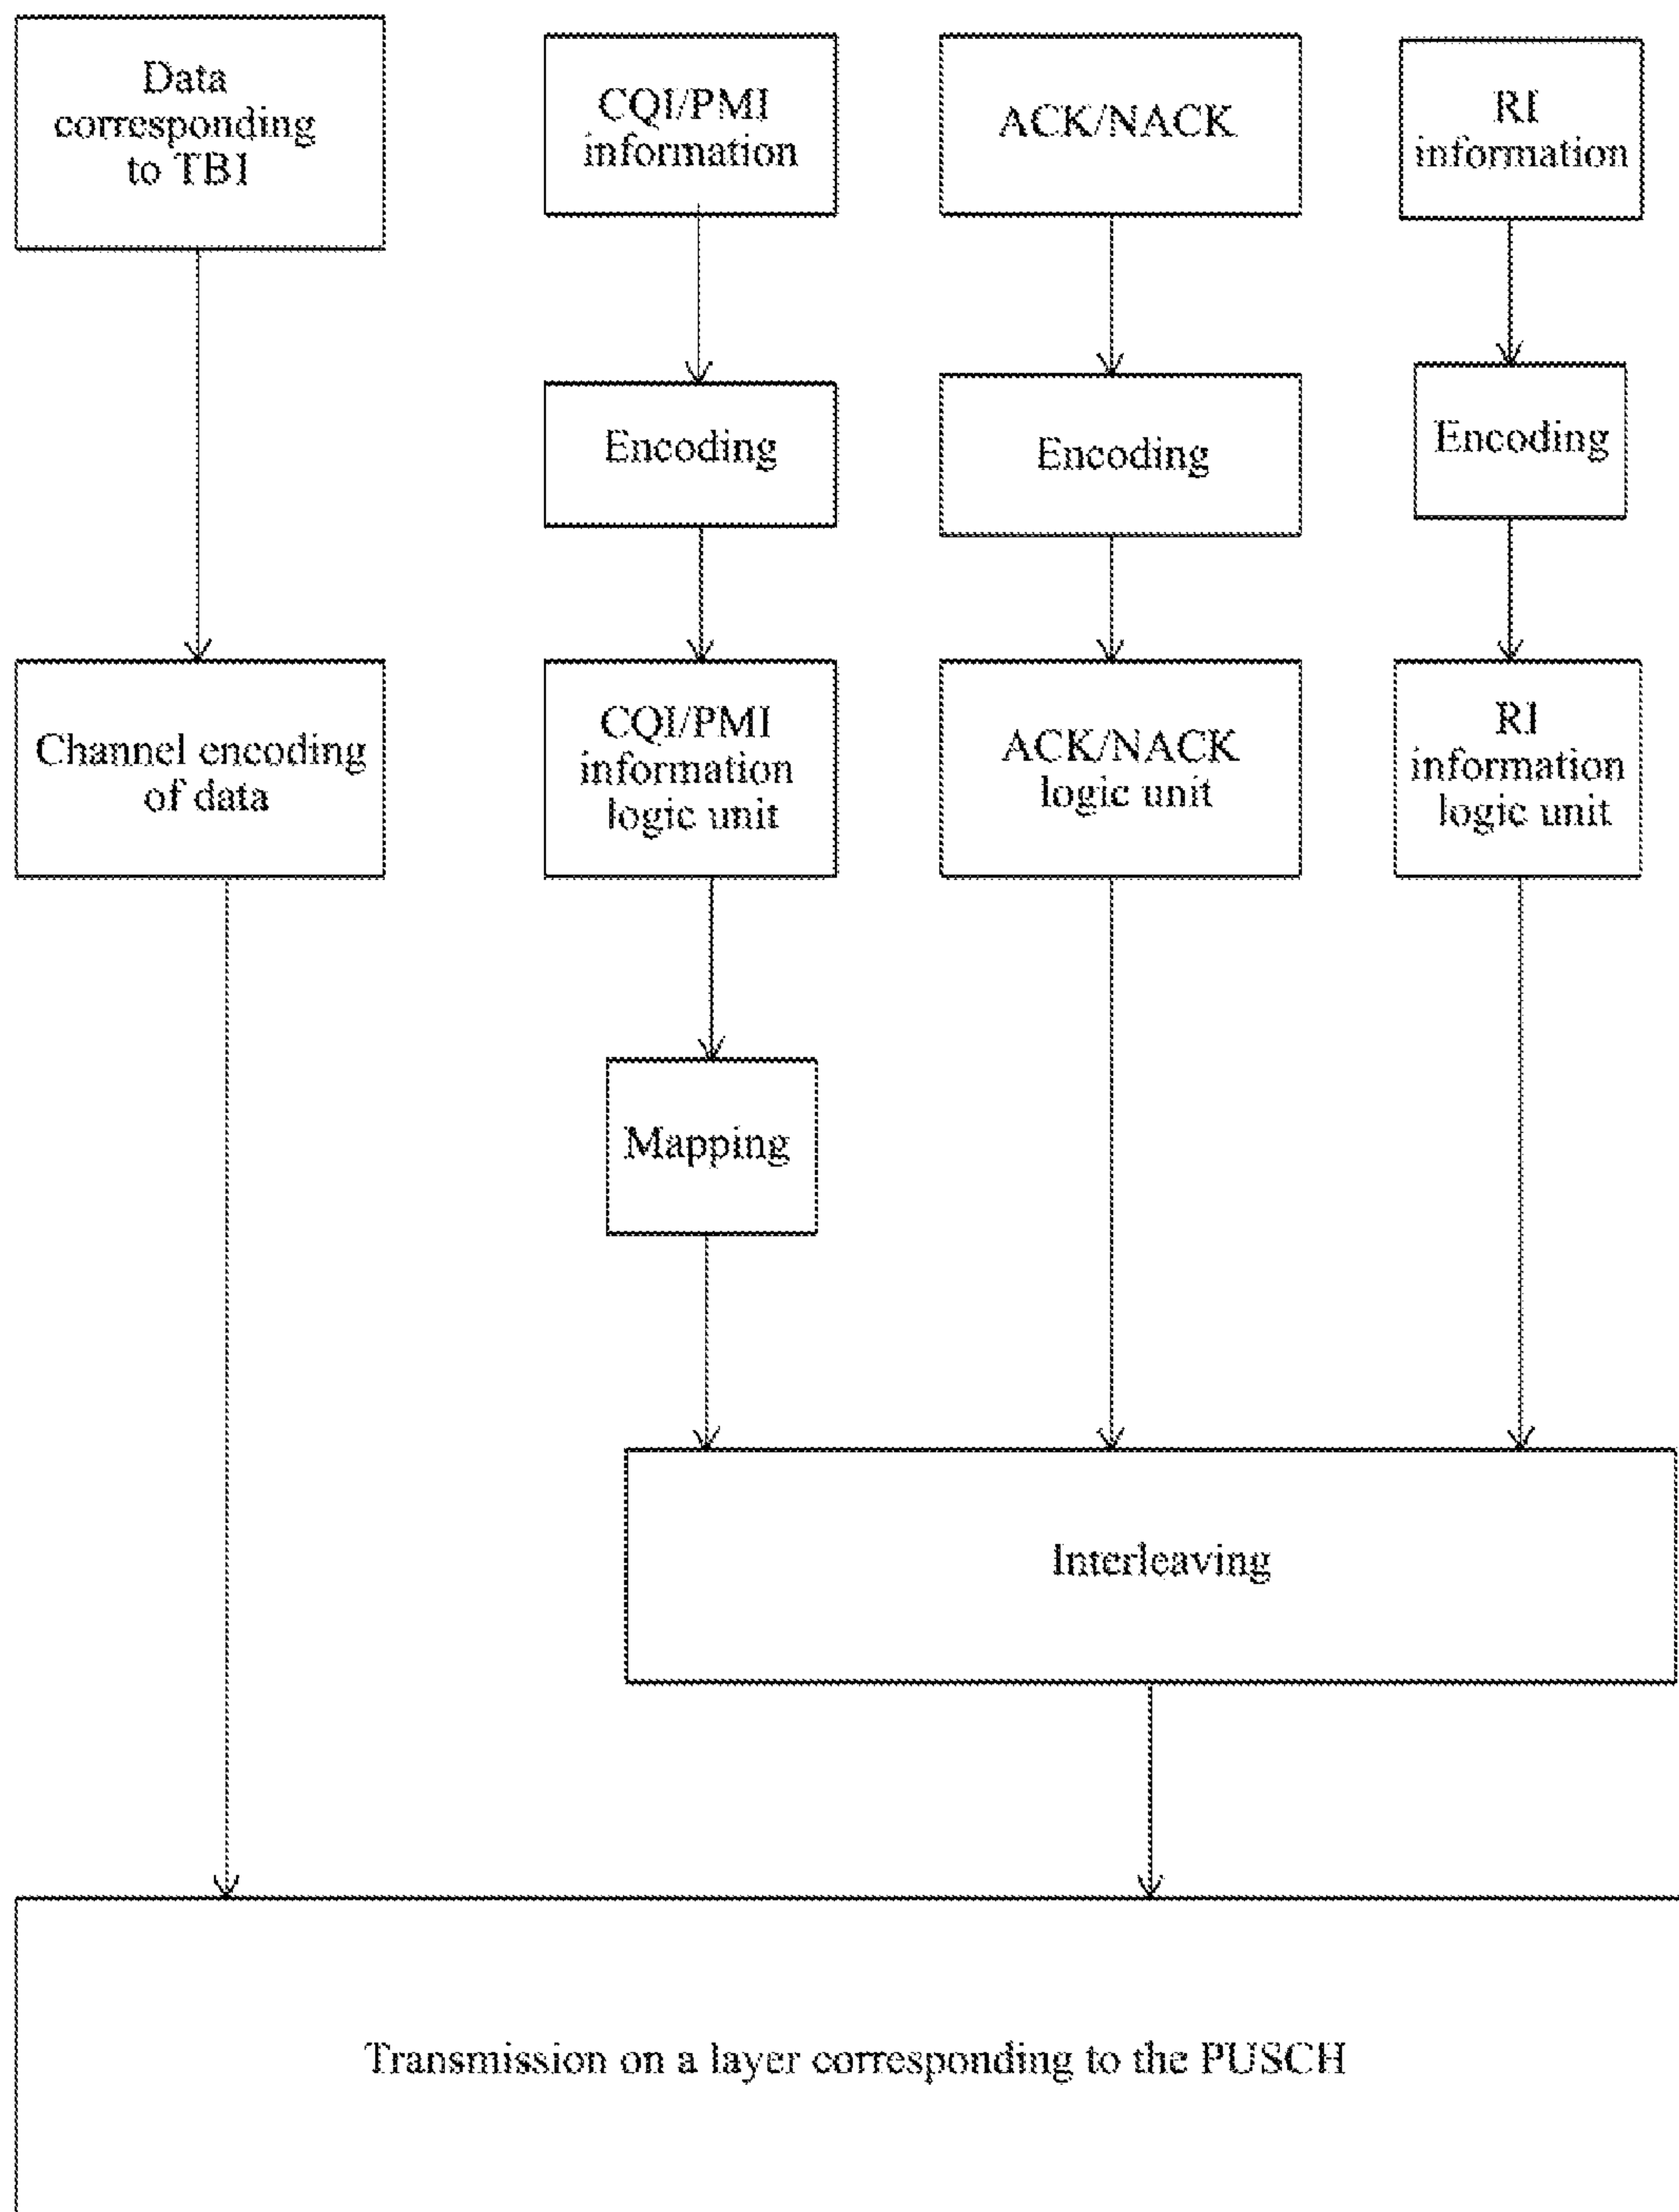 Data
corresponding
to TB1
CQI/PMI
information
ACK/NACK
RI
information
Encoding
Encoding
Encoding
Channel encoding
of data
CQI/PMI
information
logic unit
ACK/NACK
logic unit
RI
information
logic unit
Mapping
Interleaving
Transmission on a layer corresponding to the PUSCH